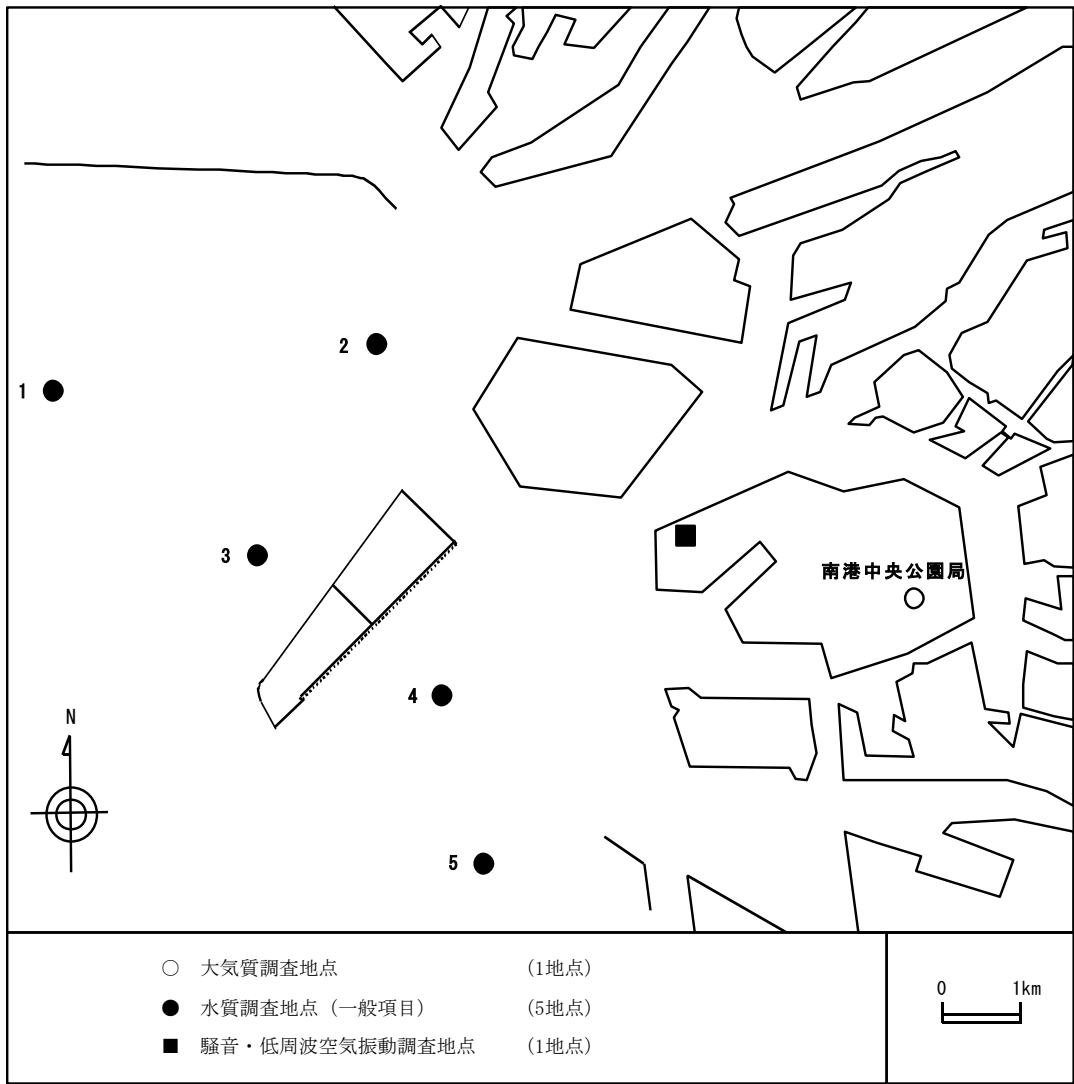 2
1
3
南港中央公園局
4
N
5
○ 大気質調査地点 (1地点)
● 水質調査地点（一般項目） (5地点)
■ 騒音・低周波空気振動調査地点 (1地点)
0 1km